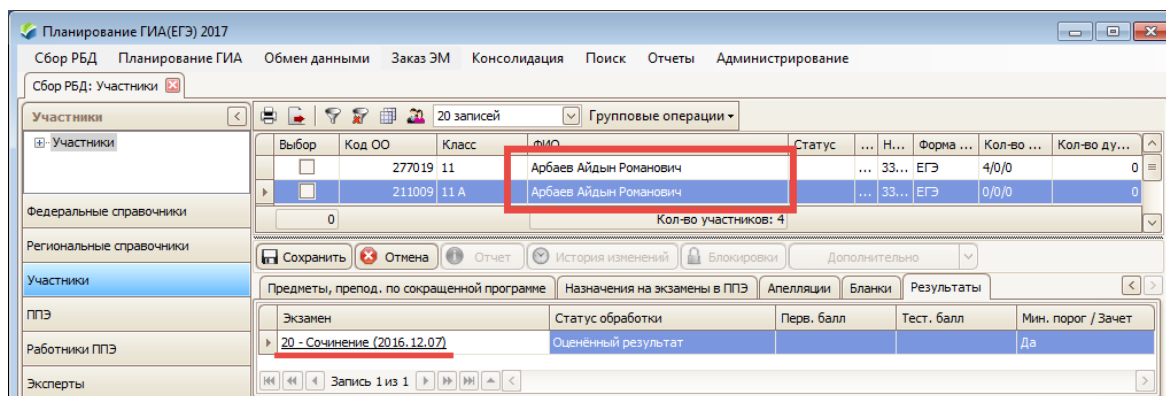 Планирование ГИА(ЕГЭ) 2017
Сбор РБД Планирование ГИА Обмен данными Заказ ЭМ Консолидация Поиск Отчеты Администрирование
Сбор РБД: Участники
Участники
20 записей Групповые операции
Участники
Выбор Код ОО Класс ФИО Статус ... Н... Форма ... Кол-во ... Кол-во ду...
277019 11 Арбаев Айдын Романович ... 33... ЕГЭ 4/0/0 0
211009 11 А Арбаев Айдын Романович ... 33... ЕГЭ 0/0/0 0
0 Кол-во участников: 4
Федеральные справочники
Региональные справочники
Участники
ППЭ
Работники ППЭ
Эксперты
Сохранить Отмена Отчет История изменений Блокировки Дополнительно
Предметы, препод. по сокращенной программе Назначения на экзамены в ППЭ Апелляции Бланки Результаты
Экзамен Статус обработки Перв. балл Тест. балл Мин. порог / Зачет
20 - Сочинение (2016.12.07) Оценённый результат Да
Запись 1 из 1